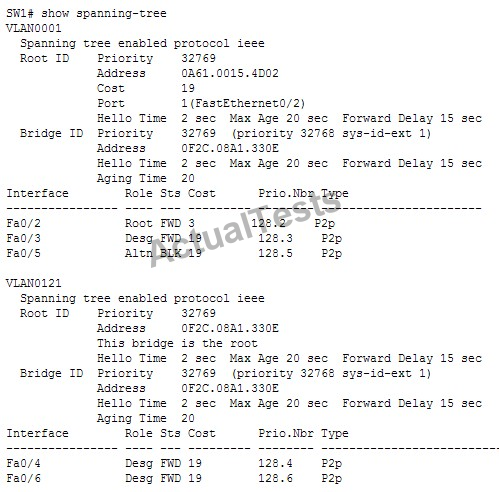 SW1# show spanning-tree
VLAN0001
Spanning tree enabled protocol ieee
Root ID Priority 32769
Address 0A61.0015.4D02
Cost 19
Port 1(FastEthernet0/2)
Hello Time 2 sec Max Age 20 sec Forward Delay 15 sec
Bridge ID Priority 32769 (priority 32768 sys-id-ext 1)
Address 0F2C.08A1.330E
Hello Time 2 sec Max Age 20 sec Forward Delay 15 sec
Aging Time 20
Interface Role Sts Cost Prio.Nbr Type
---------------- ---- --- --------- -------- --------------------------------
Fa0/2 Root FWD 3 128.2 P2p
Fa0/3 Desg FWD 19 128.3 P2p
Fa0/5 Altn BLK 19 128.5 P2p
ActualTests
VLAN0121
Spanning tree enabled protocol ieee
Root ID Priority 32769
Address 0F2C.08A1.330E
This bridge is the root
Hello Time 2 sec Max Age 20 sec Forward Delay 15 sec
Bridge ID Priority 32769 (priority 32768 sys-id-ext 1)
Address 0F2C.08A1.330E
Hello Time 2 sec Max Age 20 sec Forward Delay 15 sec
Aging Time 20
Interface Role Sts Cost Prio.Nbr Type
---------------- ---- --- --------- -------- --------------------------------
Fa0/4 Desg FWD 19 128.4 P2p
Fa0/6 Desg FWD 19 128.6 P2p